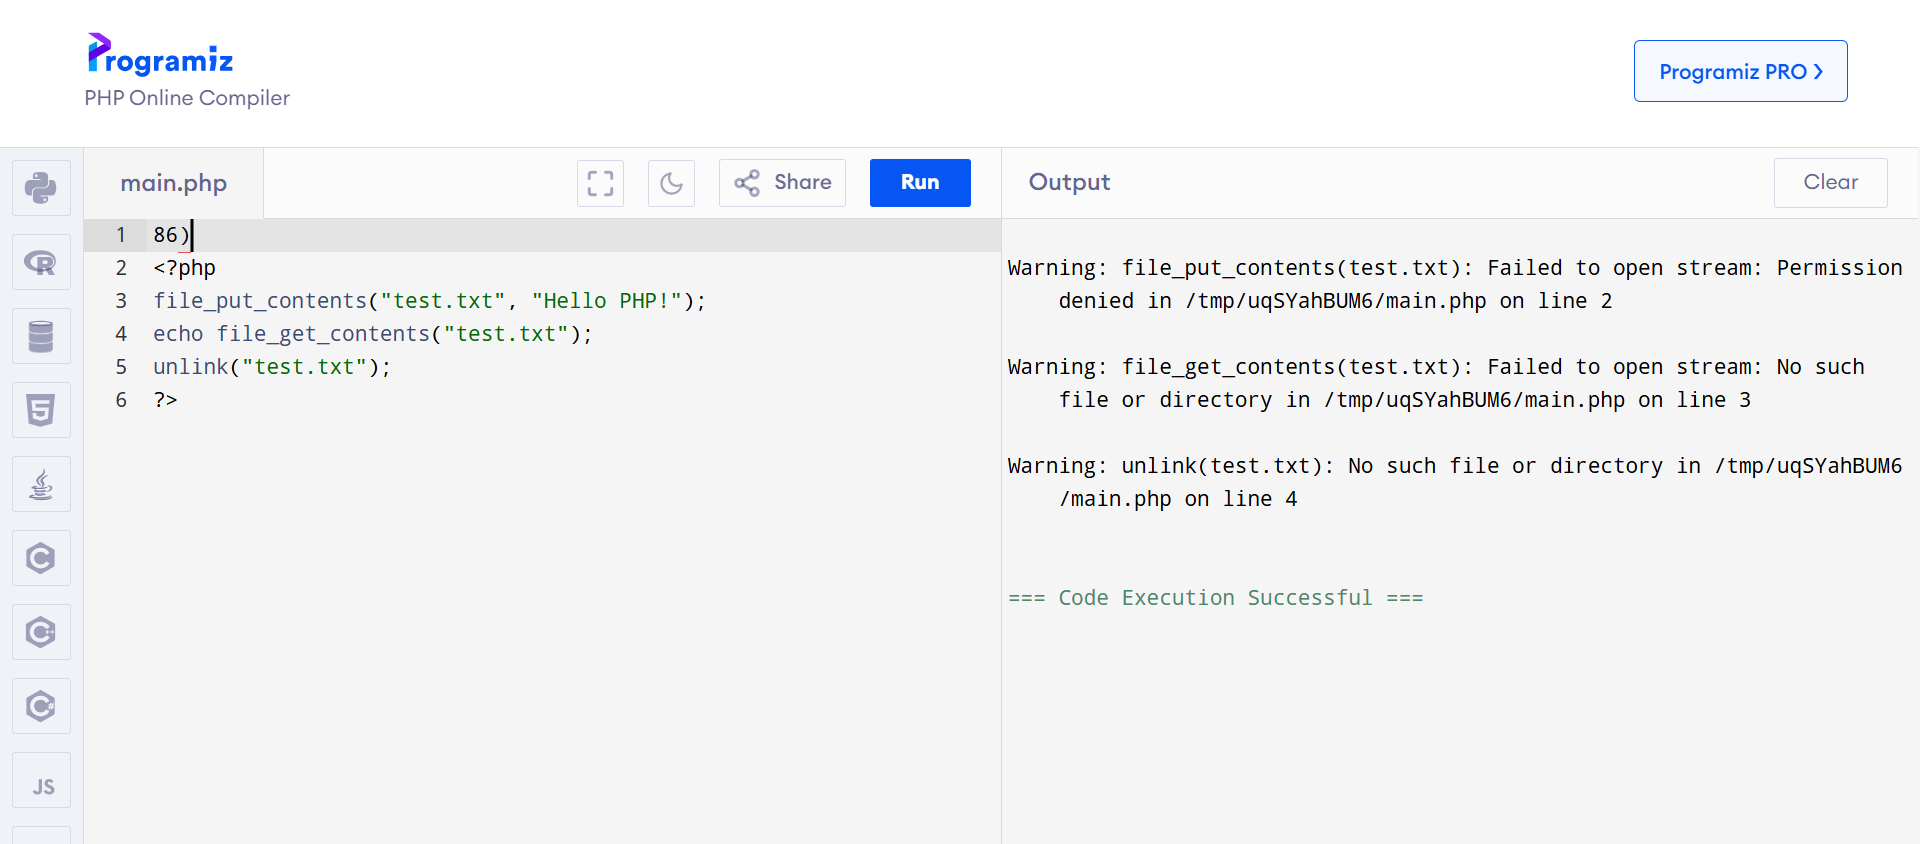 Programiz
PHP Online Compiler
Programiz PRO ›
main.php
Share
Run
Output
Clear
1 86)
2 <?php
3 file_put_contents("test.txt", "Hello PHP!");
4 echo file_get_contents("test.txt");
5 unlink("test.txt");
6 ?>
Warning: file_put_contents(test.txt): Failed to open stream: Permission
denied in /tmp/uqSYahBUM6/main.php on line 2
Warning: file_get_contents(test.txt): Failed to open stream: No such
file or directory in /tmp/uqSYahBUM6/main.php on line 3
Warning: unlink(test.txt): No such file or directory in /tmp/uqSYahBUM6
/main.php on line 4
=== Code Execution Successful ===
R
5
C
C++
C#
JS